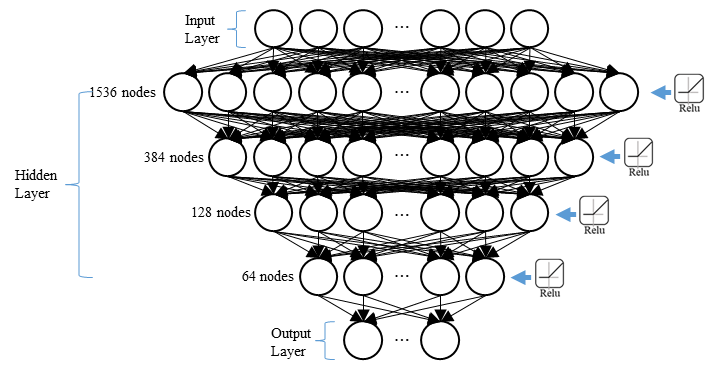 Input
Layer
...
1536 nodes
...
Relu
384 nodes
...
Relu
Hidden
Layer
128 nodes
...
Relu
64 nodes
...
Relu
Output
Layer
...